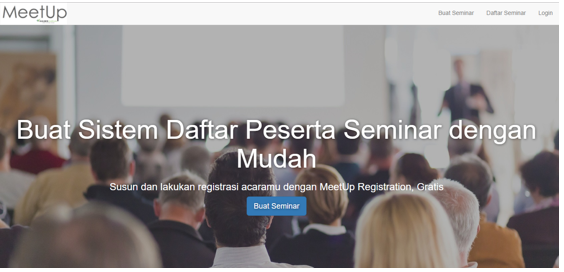 MeetUp
Buat Seminar
Daftar Seminar
Login
Buat Sistem Daftar Peserta Seminar dengan
Mudah
Susun dan lakukan registrasi acaramu dengan MeetUp Registration, Gratis
Buat Seminar